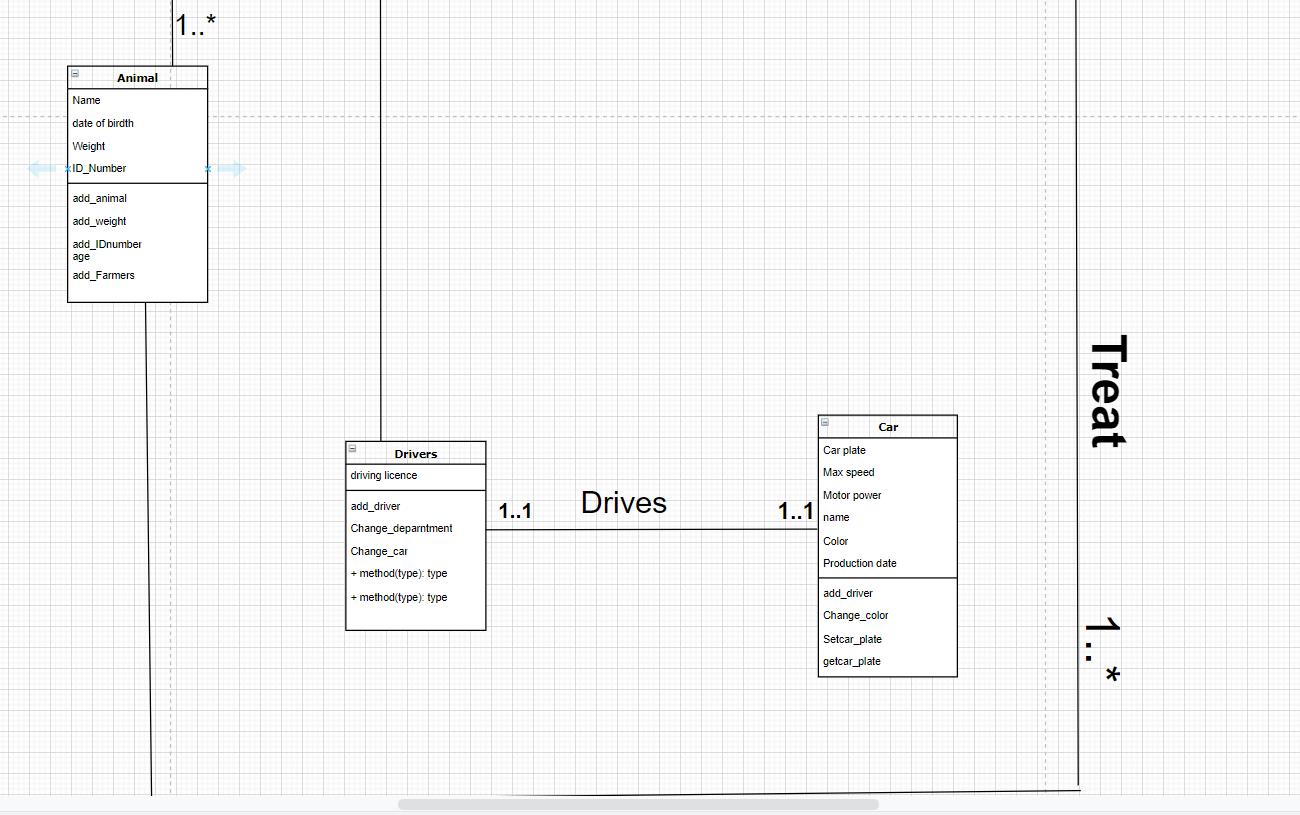 1..*
Animal
Name
date of birdth
Weight
ID_Number
add_animal
add_weight
add_IDnumber
age
add_Farmers
Treat
1..*
Drivers
driving licence
add_driver
Change_deparntment
Change_car
+ method(type): type
+ method(type): type
1..1
Drives
1..1
Car
Car plate
Max speed
Motor power
name
Color
Production date
add_driver
Change_color
Setcar_plate
getcar_plate